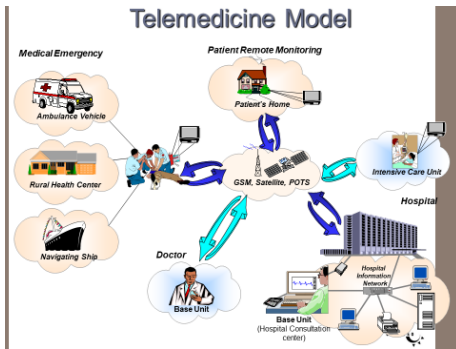 Telemedicine Model
Medical Emergency
Patient Remote Monitoring
Ambulance Vehicle
Patient's Home
Rural Health Center
GSM, Satellite, POTS
Intensive Care Unit
Navigating Ship
Hospital
Doctor
Base Unit
Hospital
Information
Network
Base Unit
(Hospital Consultation
center)